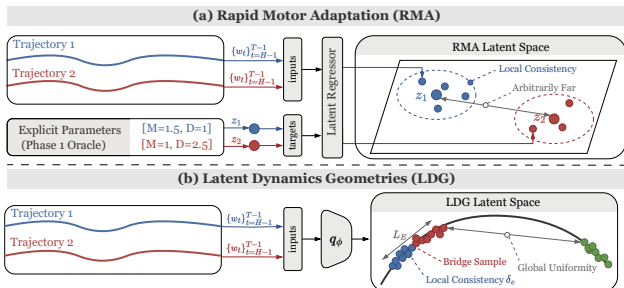 (a) Rapid Motor Adaptation (RMA)
Trajectory 1
{w_t}_{t=H-1}^{T-1}
Trajectory 2
{w_t}_{t=H-1}^{T-1}
inputs
Latent Regressor
RMA Latent Space
Local Consistency
Arbitrarily Far
z_1
z_2
Explicit Parameters
(Phase 1 Oracle)
[M=1.5, D=1]
[M=1, D=2.5]
z_1
z_2
targets
(b) Latent Dynamics Geometries (LDG)
Trajectory 1
{w_t}_{t=H-1}^{T-1}
Trajectory 2
{w_t}_{t=H-1}^{T-1}
inputs
q_ϕ
LDG Latent Space
L_E
Bridge Sample
Global Uniformity
Local Consistency δ_e